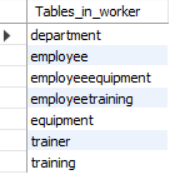 Tables_in_worker
department
employee
employeeequipment
employeetraining
equipment
trainer
training